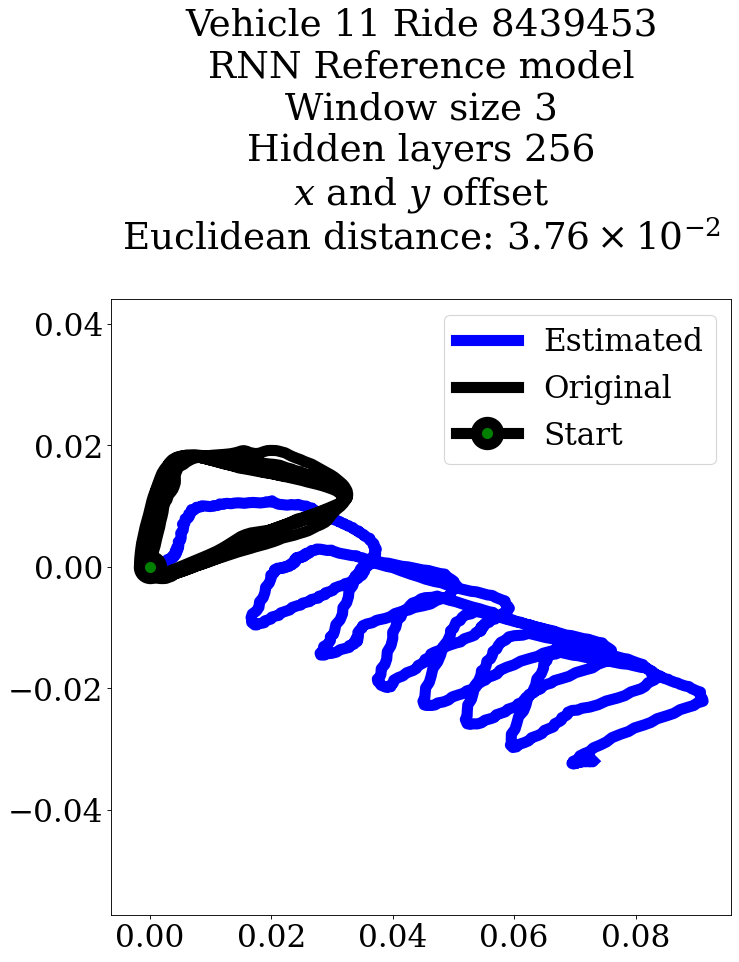 Vehicle 11 Ride 8439453
RNN Reference model
Window size 3
Hidden layers 256
x and y offset
Euclidean distance: 3.76 × 10⁻²
Estimated
Original
Start
0.04
0.02
0.00
−0.02
−0.04
0.00 0.02 0.04 0.06 0.08